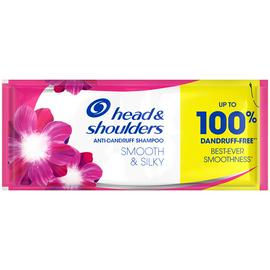 head &
shoulders
ANTI-DANDRUFF SHAMPOO
SMOOTH
& SILKY
UP TO
100%
DANDRUFF-FREE**
BEST-EVER
SMOOTHNESS^